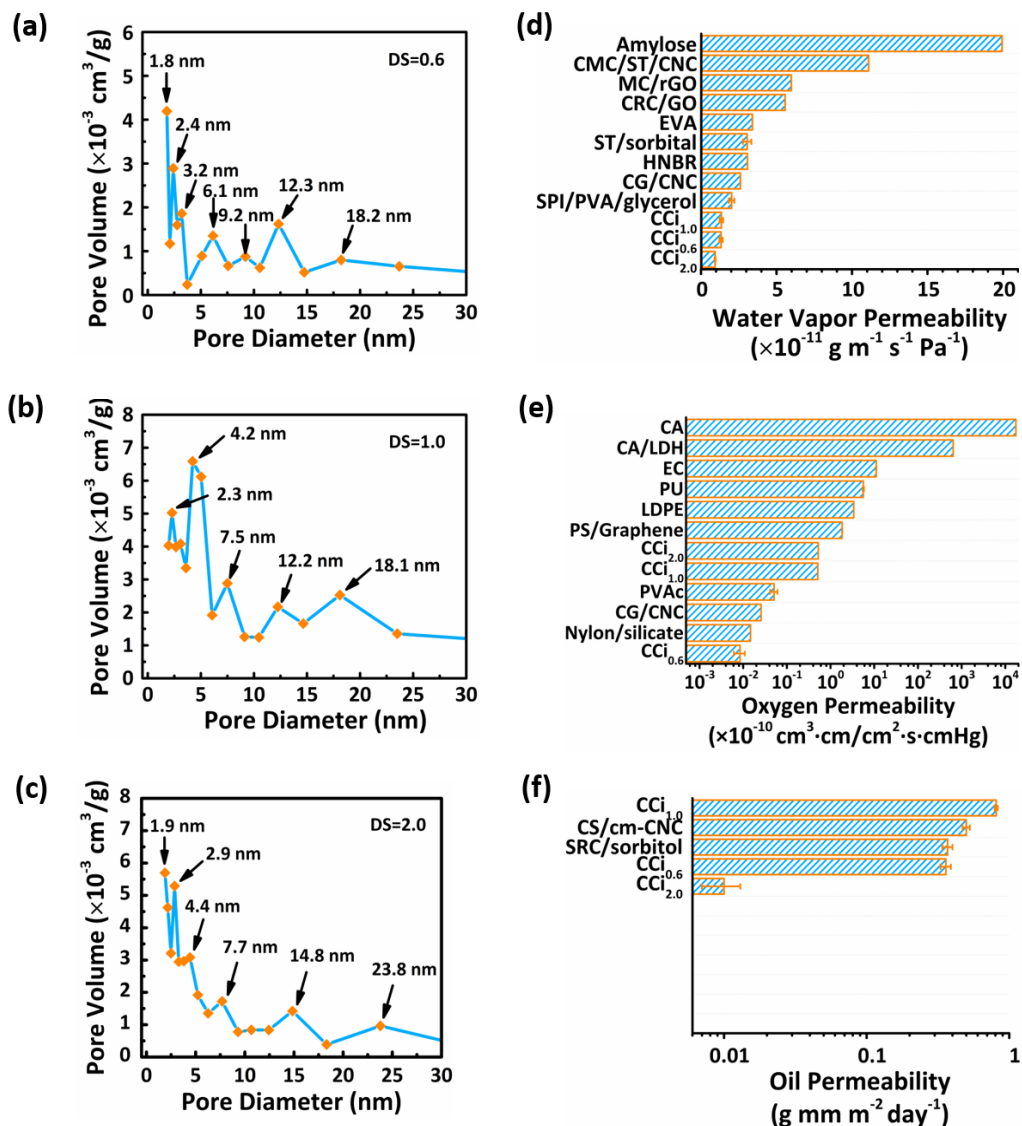 (a)
DS=0.6
1.8 nm
2.4 nm
3.2 nm
6.1 nm
9.2 nm
12.3 nm
18.2 nm
6
5
4
3
2
1
0
Pore Volume (×10⁻³ cm³/g)
0 5 10 15 20 25 30
Pore Diameter (nm)
(b)
DS=1.0
4.2 nm
2.3 nm
7.5 nm
12.2 nm
18.1 nm
8
7
6
5
4
3
2
1
0
Pore Volume (×10⁻³ cm³/g)
0 5 10 15 20 25 30
Pore Diameter (nm)
(c)
DS=2.0
1.9 nm
2.9 nm
4.4 nm
7.7 nm
14.8 nm
23.8 nm
8
7
6
5
4
3
2
1
0
Pore Volume (×10⁻³ cm³/g)
0 5 10 15 20 25 30
Pore Diameter (nm)
(d)
Amylose
CMC/ST/CNC
MC/rGO
CRC/GO
EVA
ST/sorbital
HNBR
CG/CNC
SPI/PVA/glycerol
CCi₁.₀
CCi₀.₆
CCi₂.₀
0 5 10 15 20
Water Vapor Permeability
(×10⁻¹¹ g m⁻¹ s⁻¹ Pa⁻¹)
(e)
CA
CA/LDH
EC
PU
LDPE
PS/Graphene
CCi₂.₀
CCi₁.₀
PVAc
CG/CNC
Nylon/silicate
CCi₀.₆
10⁻³ 10⁻² 10⁻¹ 10⁰ 10¹ 10² 10³ 10⁴
Oxygen Permeability
(×10⁻¹⁰ cm³·cm/cm²·s·cmHg)
(f)
CCi₁.₀
CS/cm-CNC
SRC/sorbitol
CCi₀.₆
CCi₂.₀
0.01 0.1 1
Oil Permeability
(g mm m⁻² day⁻¹)